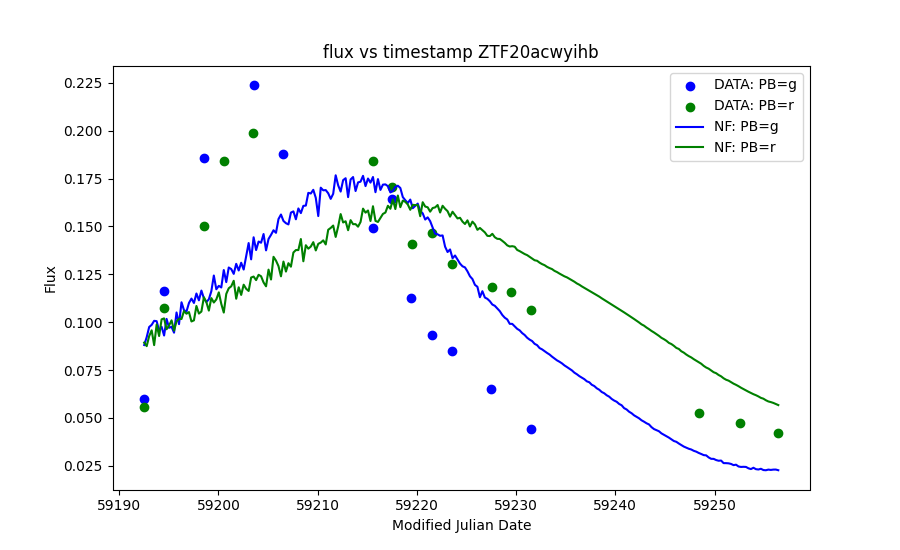 flux vs timestamp ZTF20acwyihb
0.225
0.200
0.175
0.150
0.125
0.100
0.075
0.050
0.025
Flux
DATA: PB=g
DATA: PB=r
NF: PB=g
NF: PB=r
59190 59200 59210 59220 59230 59240 59250
Modified Julian Date